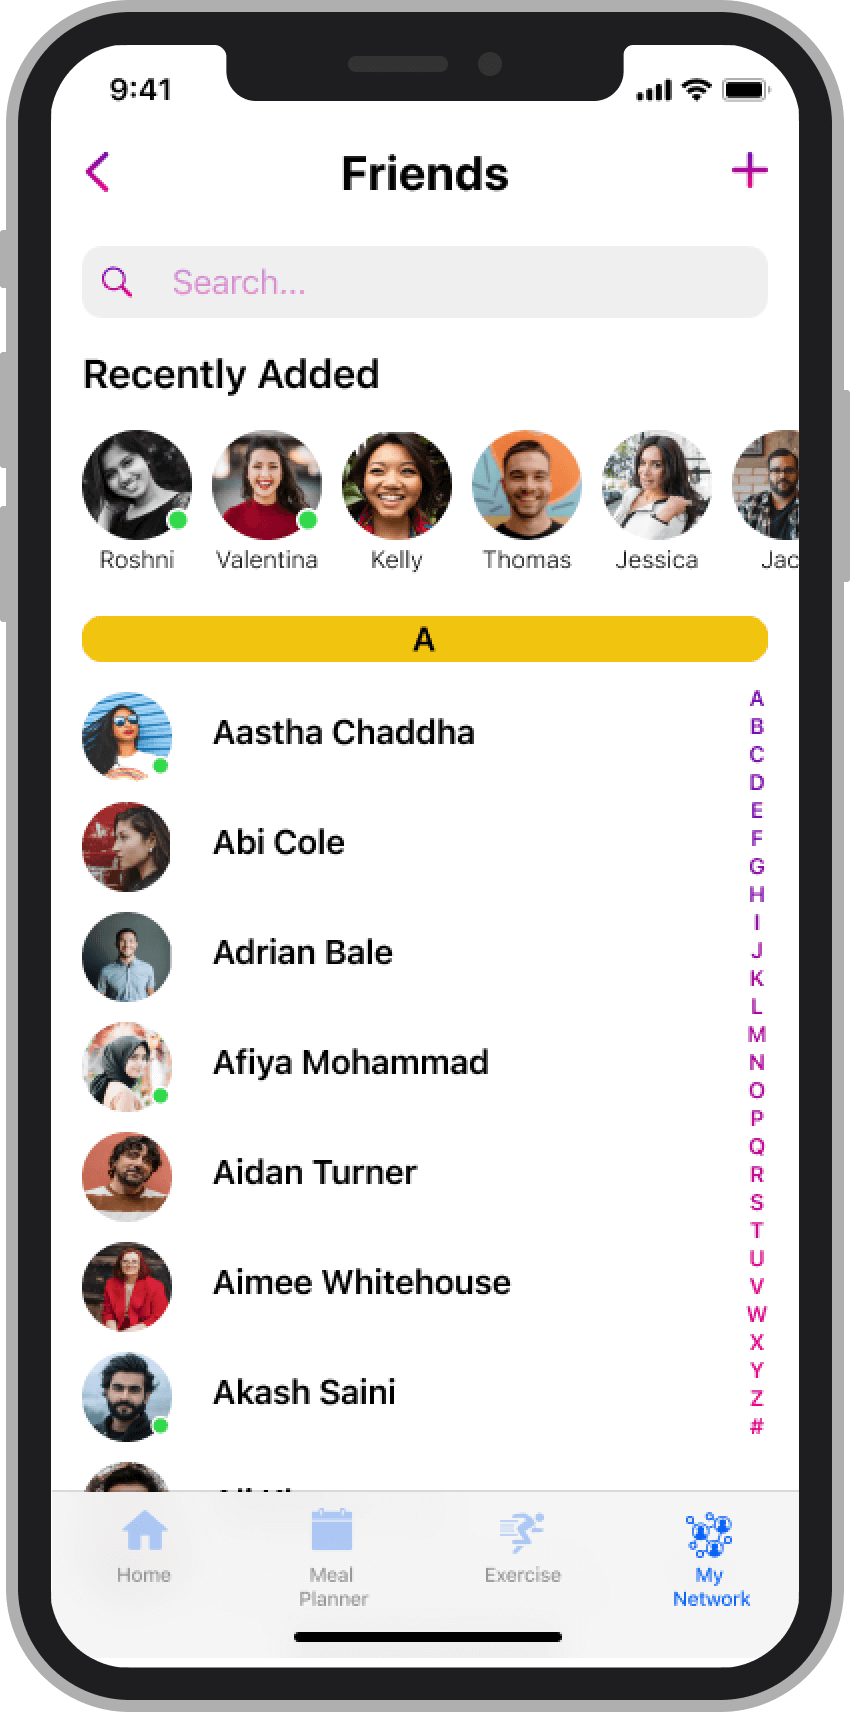 9:41
Friends
Search...
Recently Added
Roshni Valentina Kelly Thomas Jessica Jac
A
Aastha Chaddha
Abi Cole
Adrian Bale
Afiya Mohammad
Aidan Turner
Aimee Whitehouse
Akash Saini
A
B
C
D
E
F
G
H
I
J
K
L
M
N
O
P
Q
R
S
T
U
V
W
X
Y
Z
#
Home
Meal
Planner
Exercise
My
Network